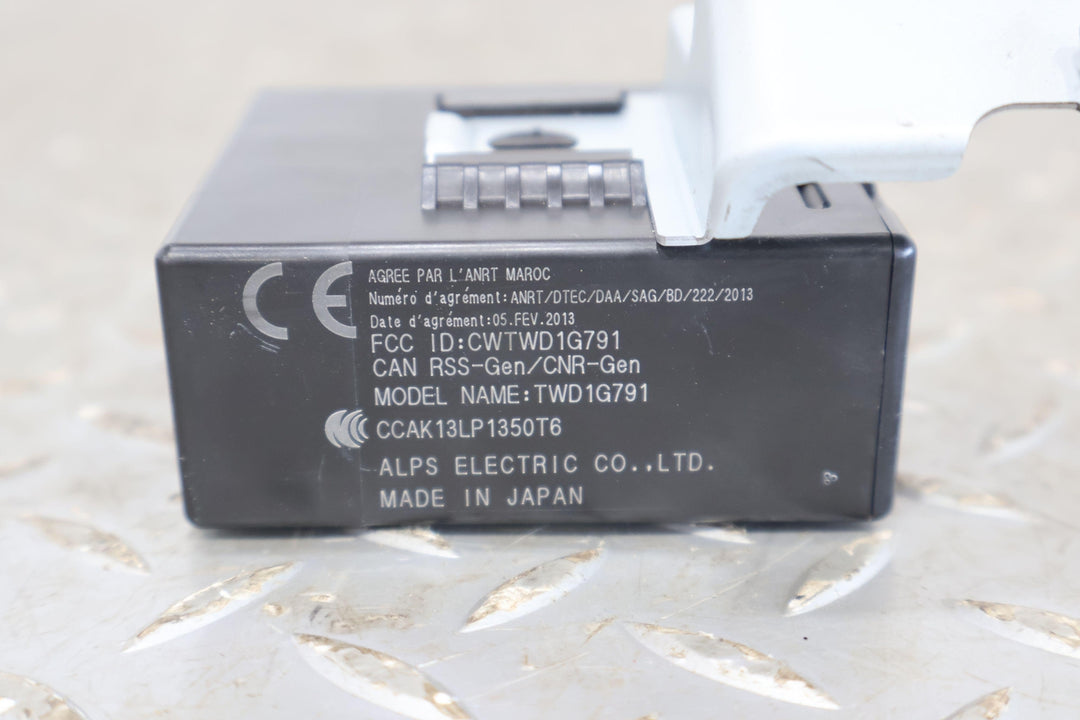 CE
AGREE PAR L'ANRT MAROC
Numéro d'agrément: ANRT/DTEC/DAA/SAG/BD/222/2013
Date d'agrément:05.FEV.2013
FCC ID:CWTWD1G791
CAN RSS-Gen/CNR-Gen
MODEL NAME:TWD1G791
CCAK13LP1350T6
ALPS ELECTRIC CO.,LTD.
MADE IN JAPAN